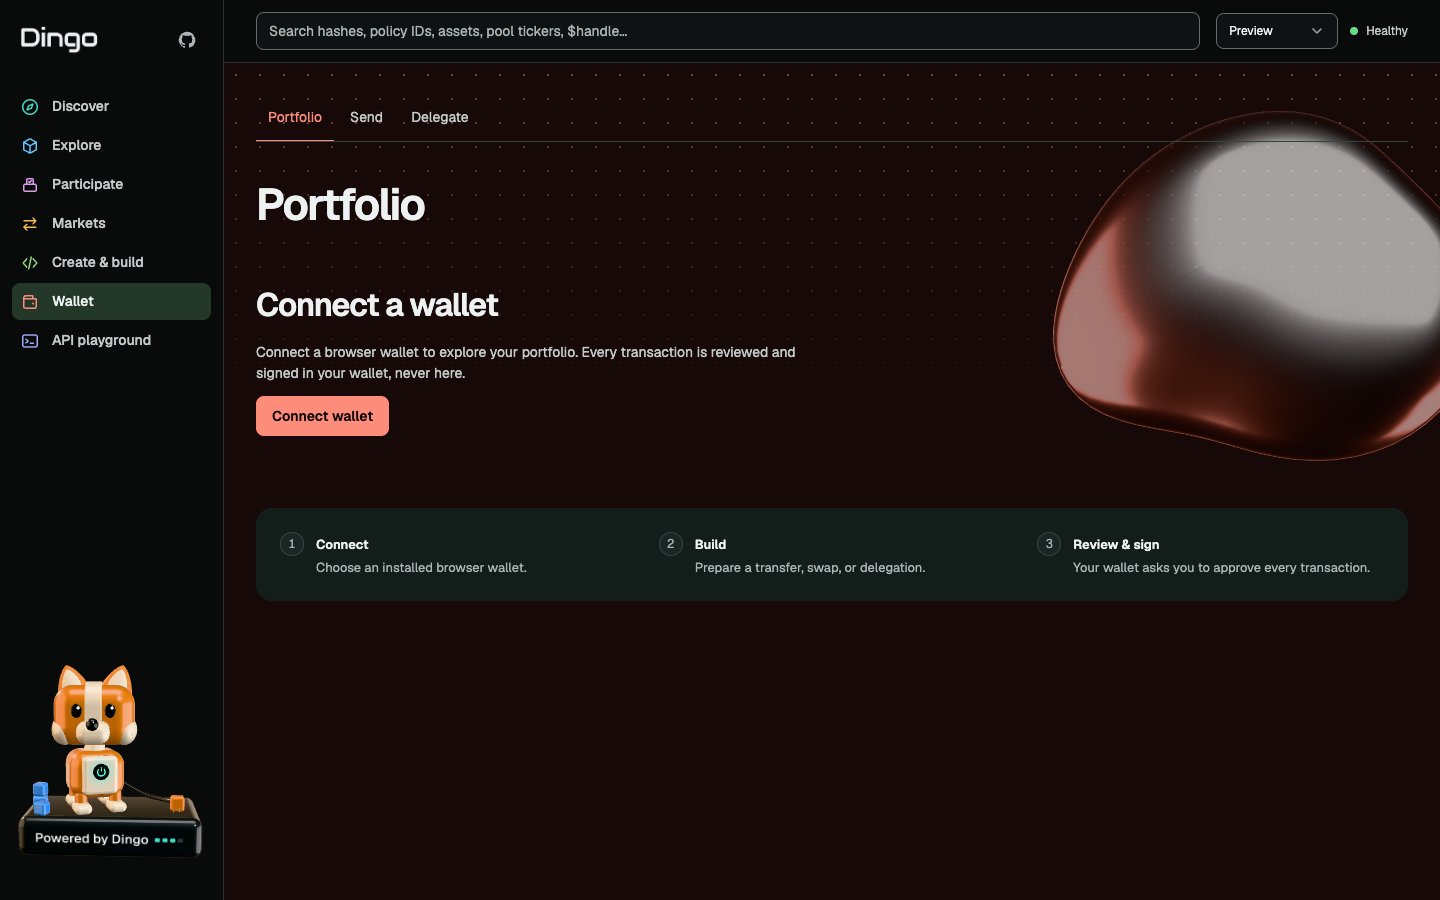 Dingo
Search hashes, policy IDs, assets, pool tickers, $handle...
Preview
Healthy
Discover
Explore
Participate
Markets
Create & build
Wallet
API playground
Portfolio
Send
Delegate
Portfolio
Connect a wallet
Connect a browser wallet to explore your portfolio. Every transaction is reviewed and
signed in your wallet, never here.
Connect wallet
1
Connect
Choose an installed browser wallet.
2
Build
Prepare a transfer, swap, or delegation.
3
Review & sign
Your wallet asks you to approve every transaction.
Powered by Dingo